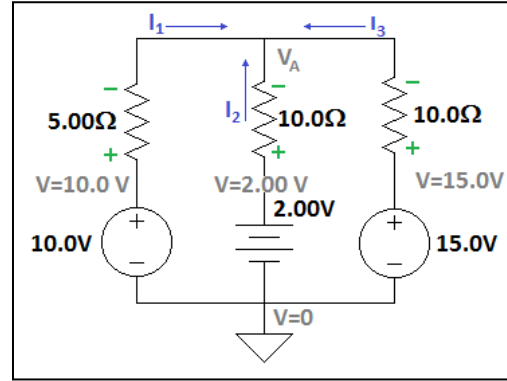 I₁ I₃
V_A
− − −
5.00Ω I₂ 10.0Ω 10.0Ω
+ + +
V=10.0 V V=2.00 V V=15.0V
2.00V
+ +
10.0V 15.0V
− −
V=0